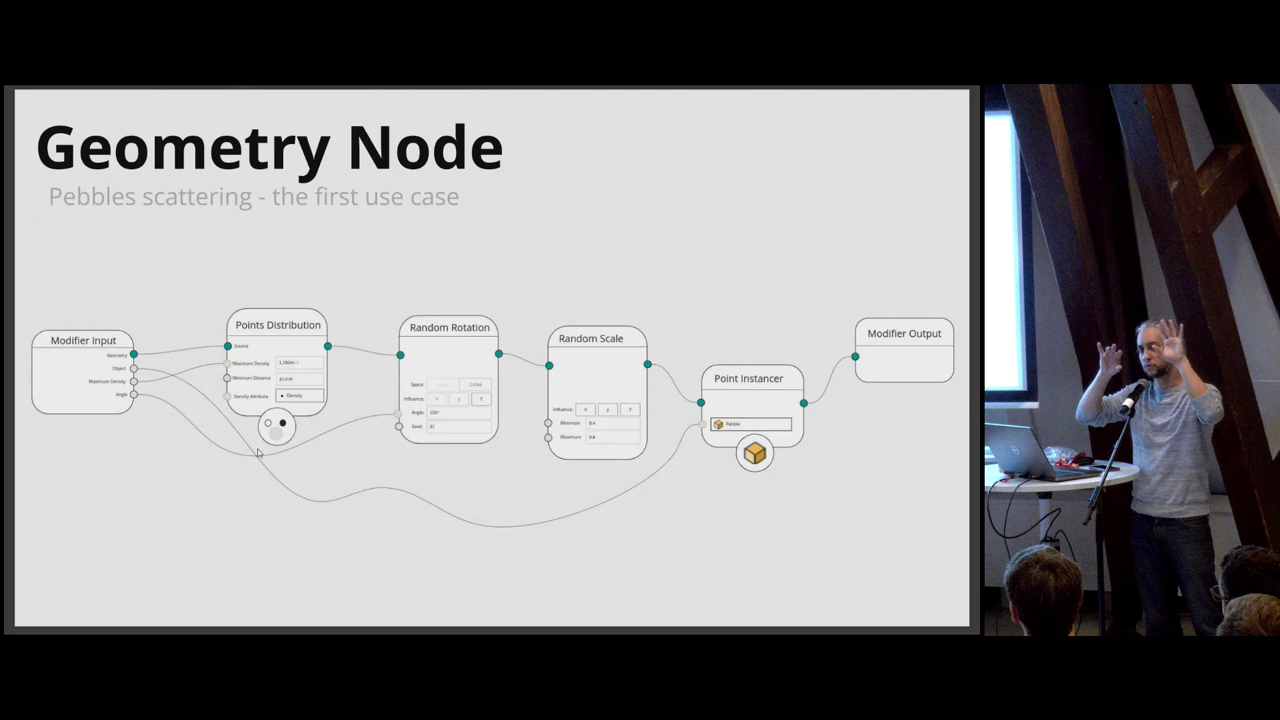 Geometry Node
Pebbles scattering - the first use case
Modifier Input
Geometry
Object
Maximum Density
Angle
Points Distribution
Source
Maximum Density
Minimum Distance
Density Attribute
Density
Random Rotation
Space:
Influence:
X
y
Z
Angle:
Seed:
Random Scale
Influence:
X
y
Z
Minimum
Maximum
Point Instancer
Pebble
Modifier Output